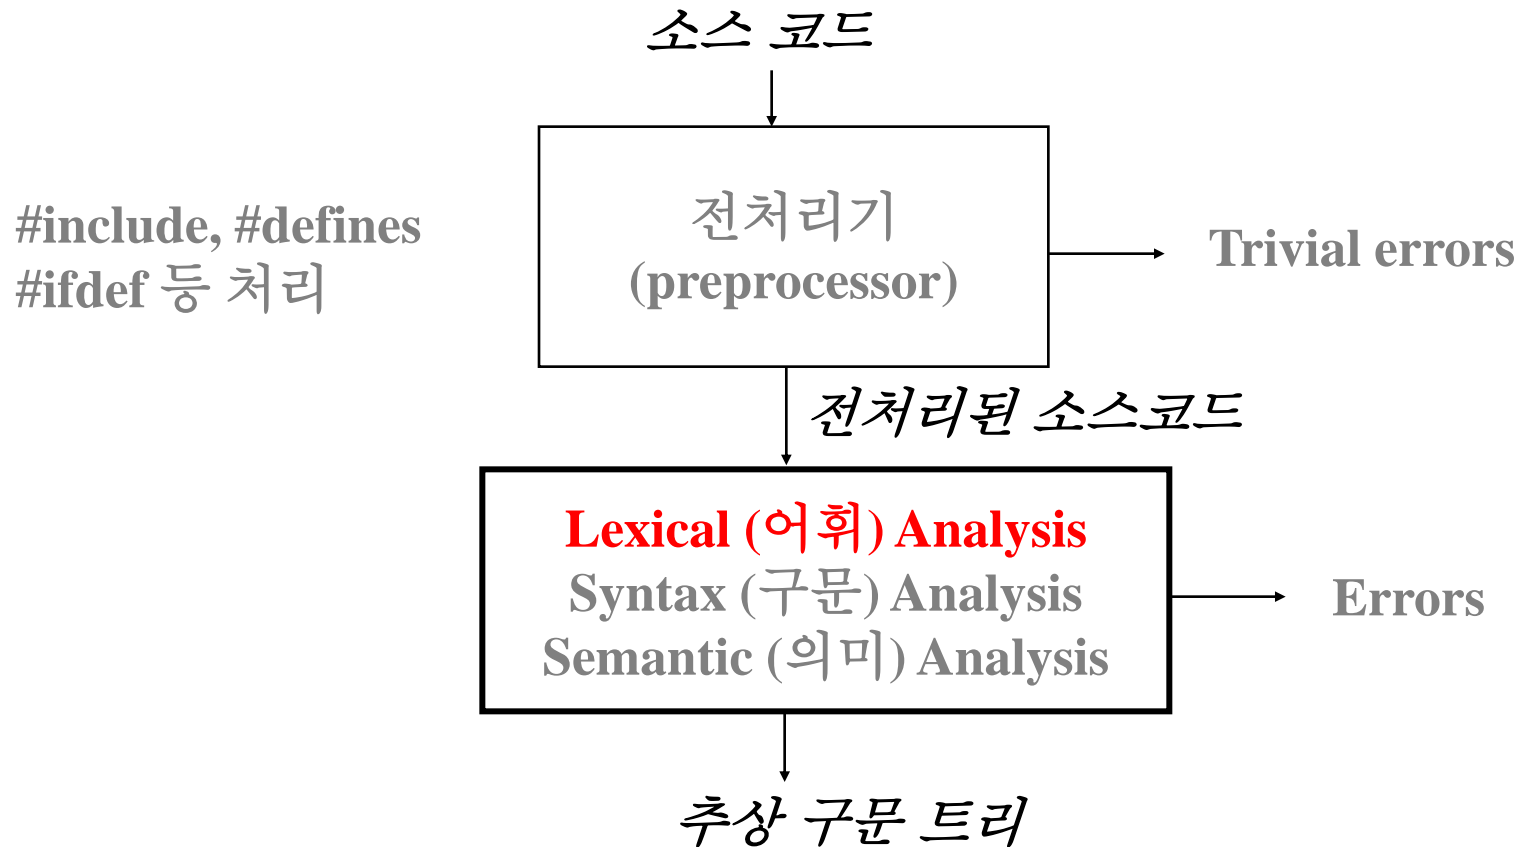 소스 코드
#include, #defines
#ifdef 등 처리
전처리기
(preprocessor)
Trivial errors
전처리된 소스코드
Lexical (어휘) Analysis
Syntax (구문) Analysis
Semantic (의미) Analysis
Errors
추상 구문 트리